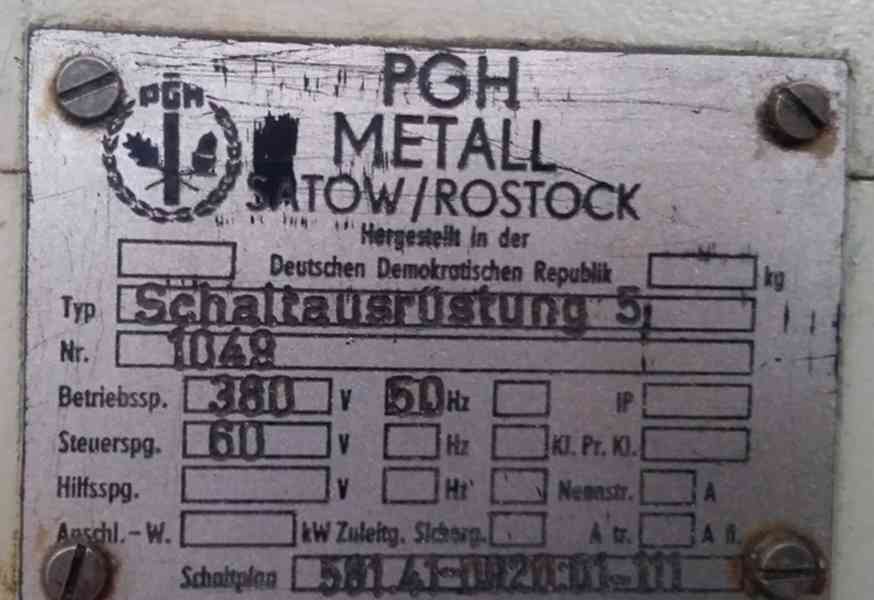 PGH
PGH
METALL
SATOW/ROSTOCK
Hergestellt in der
Deutschen Demokratischen Republik kg
Typ Schaltausrüstung 5
Nr. 1049
Betriebssp. 380 V 50 Hz IP
Steuerspg. 60 V Hz Kl. Pr. Kl.
Hilfsspg. V Hz Nennstr. A
Anschl.-W. kW Zuleitg. Sicherg. A tr. A fl.
Schaltplan